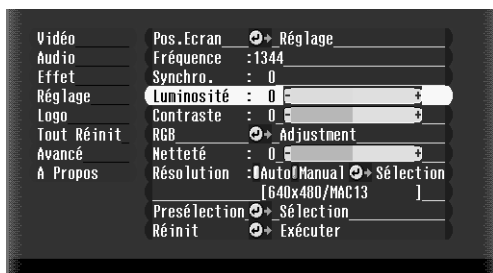 Vidéo
Audio
Effet
Réglage
Logo
Tout Réinit
Avancé
A Propos
Pos.Ecran Réglage
Fréquence :1344
Synchro. : 0
Luminosité : 0 - +
Contraste : 0 - +
RGB Adjustment
Netteté : 0 - +
Résolution : Auto Manual Sélection
[640x480/MAC13 ]
Presélection Sélection
Réinit Exécuter